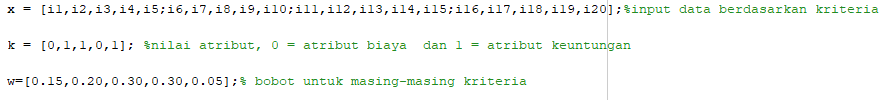 x = [i1,i2,i3,i4,i5;i6,i7,i8,i9,i10;i11,i12,i13,i14,i15;i16,i17,i18,i19,i20];%input data berdasarkan kriteria
k = [0,1,1,0,1]; %nilai atribut, 0 = atribut biaya  dan 1 = atribut keuntungan
w=[0.15,0.20,0.30,0.30,0.05];% bobot untuk masing-masing kriteria